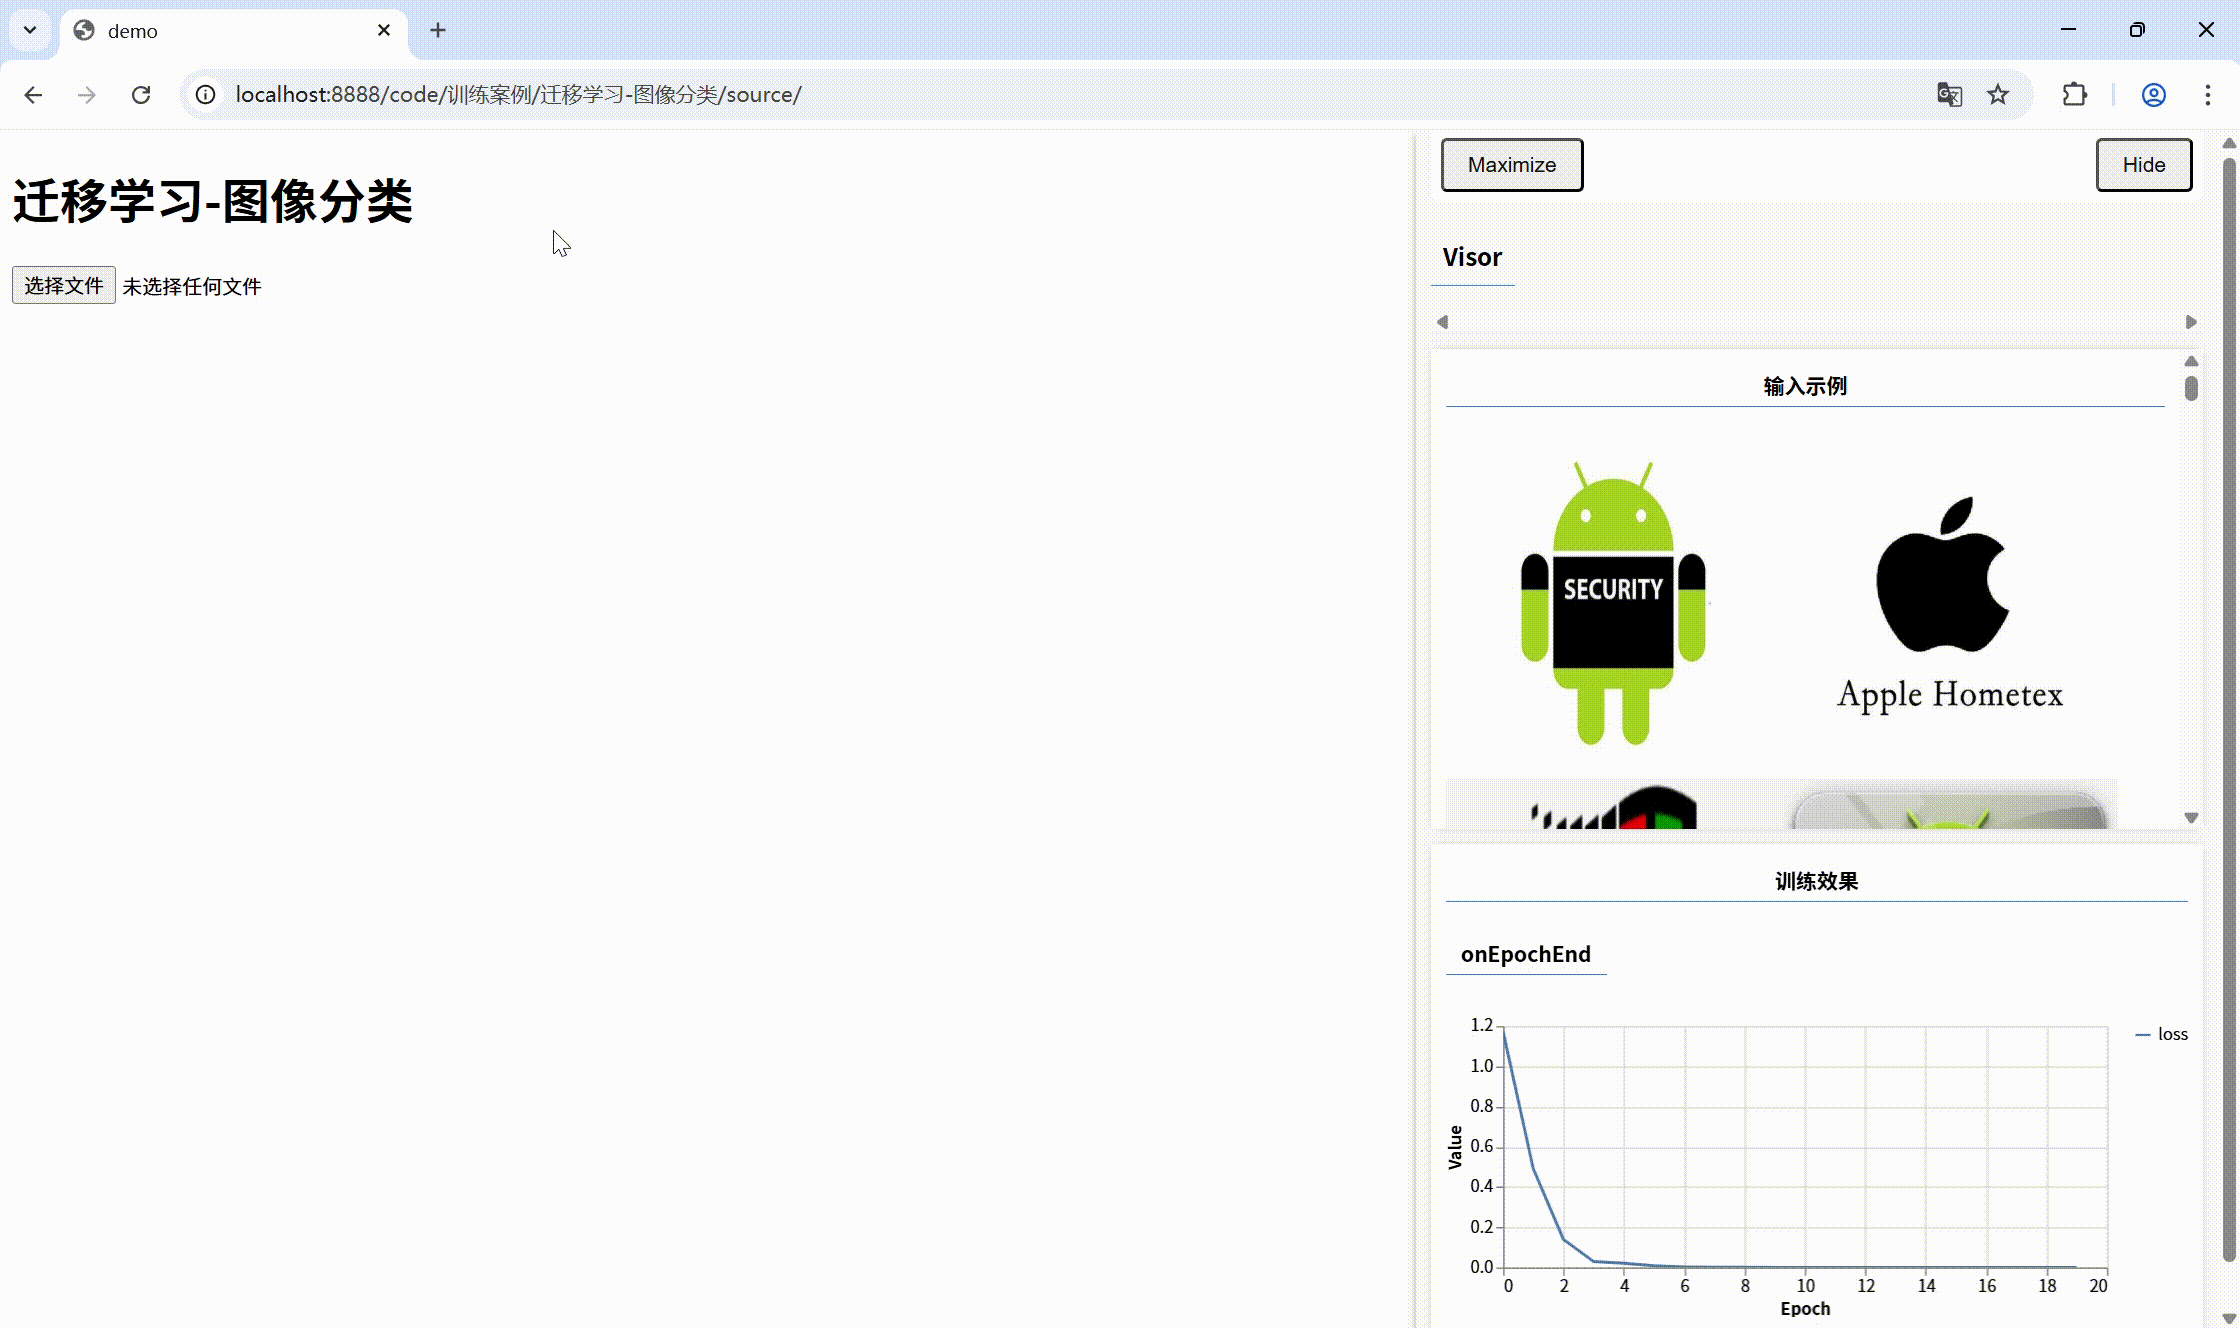 demo
localhost:8888/code/训练案例/迁移学习-图像分类/source/
迁移学习-图像分类
选择文件 未选择任何文件
Maximize
Hide
Visor
输入示例
SECURITY
Apple Hometex
训练效果
onEpochEnd
loss
1.2
1.0
0.8
0.6
0.4
0.2
0.0
Value
0 2 4 6 8 10 12 14 16 18 20
Epoch